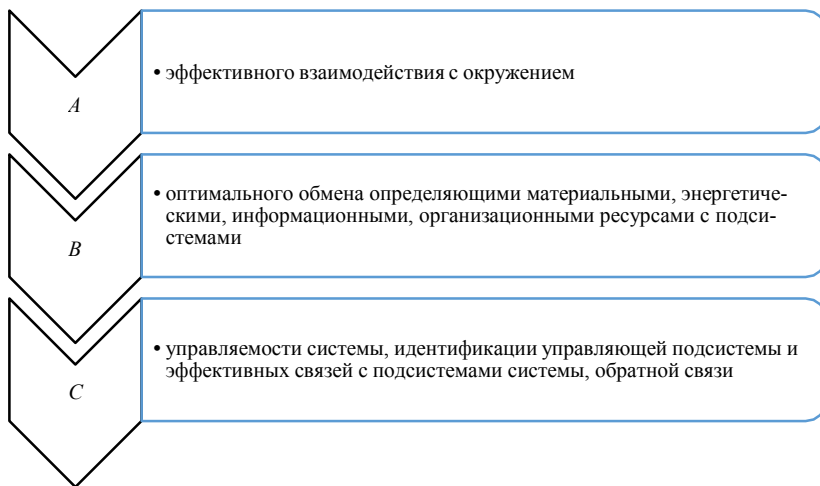 A
• эффективного взаимодействия с окружением
B
• оптимального обмена определяющими материальными, энергетиче-
скими, информационными, организационными ресурсами с подси-
стемами
C
• управляемости системы, идентификации управляющей подсистемы и
эффективных связей с подсистемами системы, обратной связи